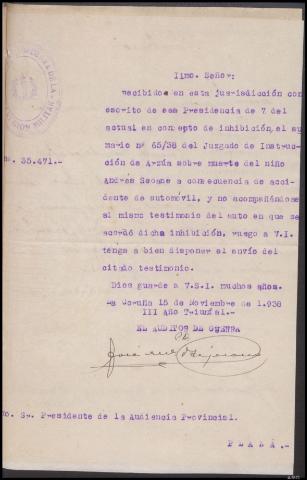 Ilmo. Señor:
Recibidos en esta jurisdicción con
escrito de esa Presidencia de 7 del
actual en concepto de inhibición, el su
mario nº 65/38 del Juzgado de Instruc
ción de Arzúa sobre muerte del niño
Andrés Seoane a consecuencia de acci
dente de automóvil, y no acompañándose
al mismo testimonio del auto en que se
acordó dicha inhibición, ruego a V.I.
tenga a bien disponer el envío del
citado testimonio.
Dios guarde a V.S.I. muchos años.
La Coruña 15 de Noviembre de 1.938
III Año Triunfal.-
EL AUDITOR DE GUERRA
José
35.471.-
mo. Sr. Presidente de la Audiencia Provincial.
PLAZA.-